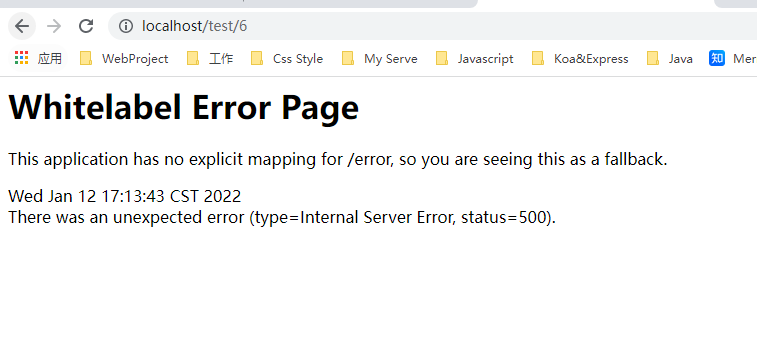 localhost/test/6
应用 WebProject 工作 Css Style My Serve Javascript Koa&Express Java 知 Mer
Whitelabel Error Page
This application has no explicit mapping for /error, so you are seeing this as a fallback.
Wed Jan 12 17:13:43 CST 2022
There was an unexpected error (type=Internal Server Error, status=500).